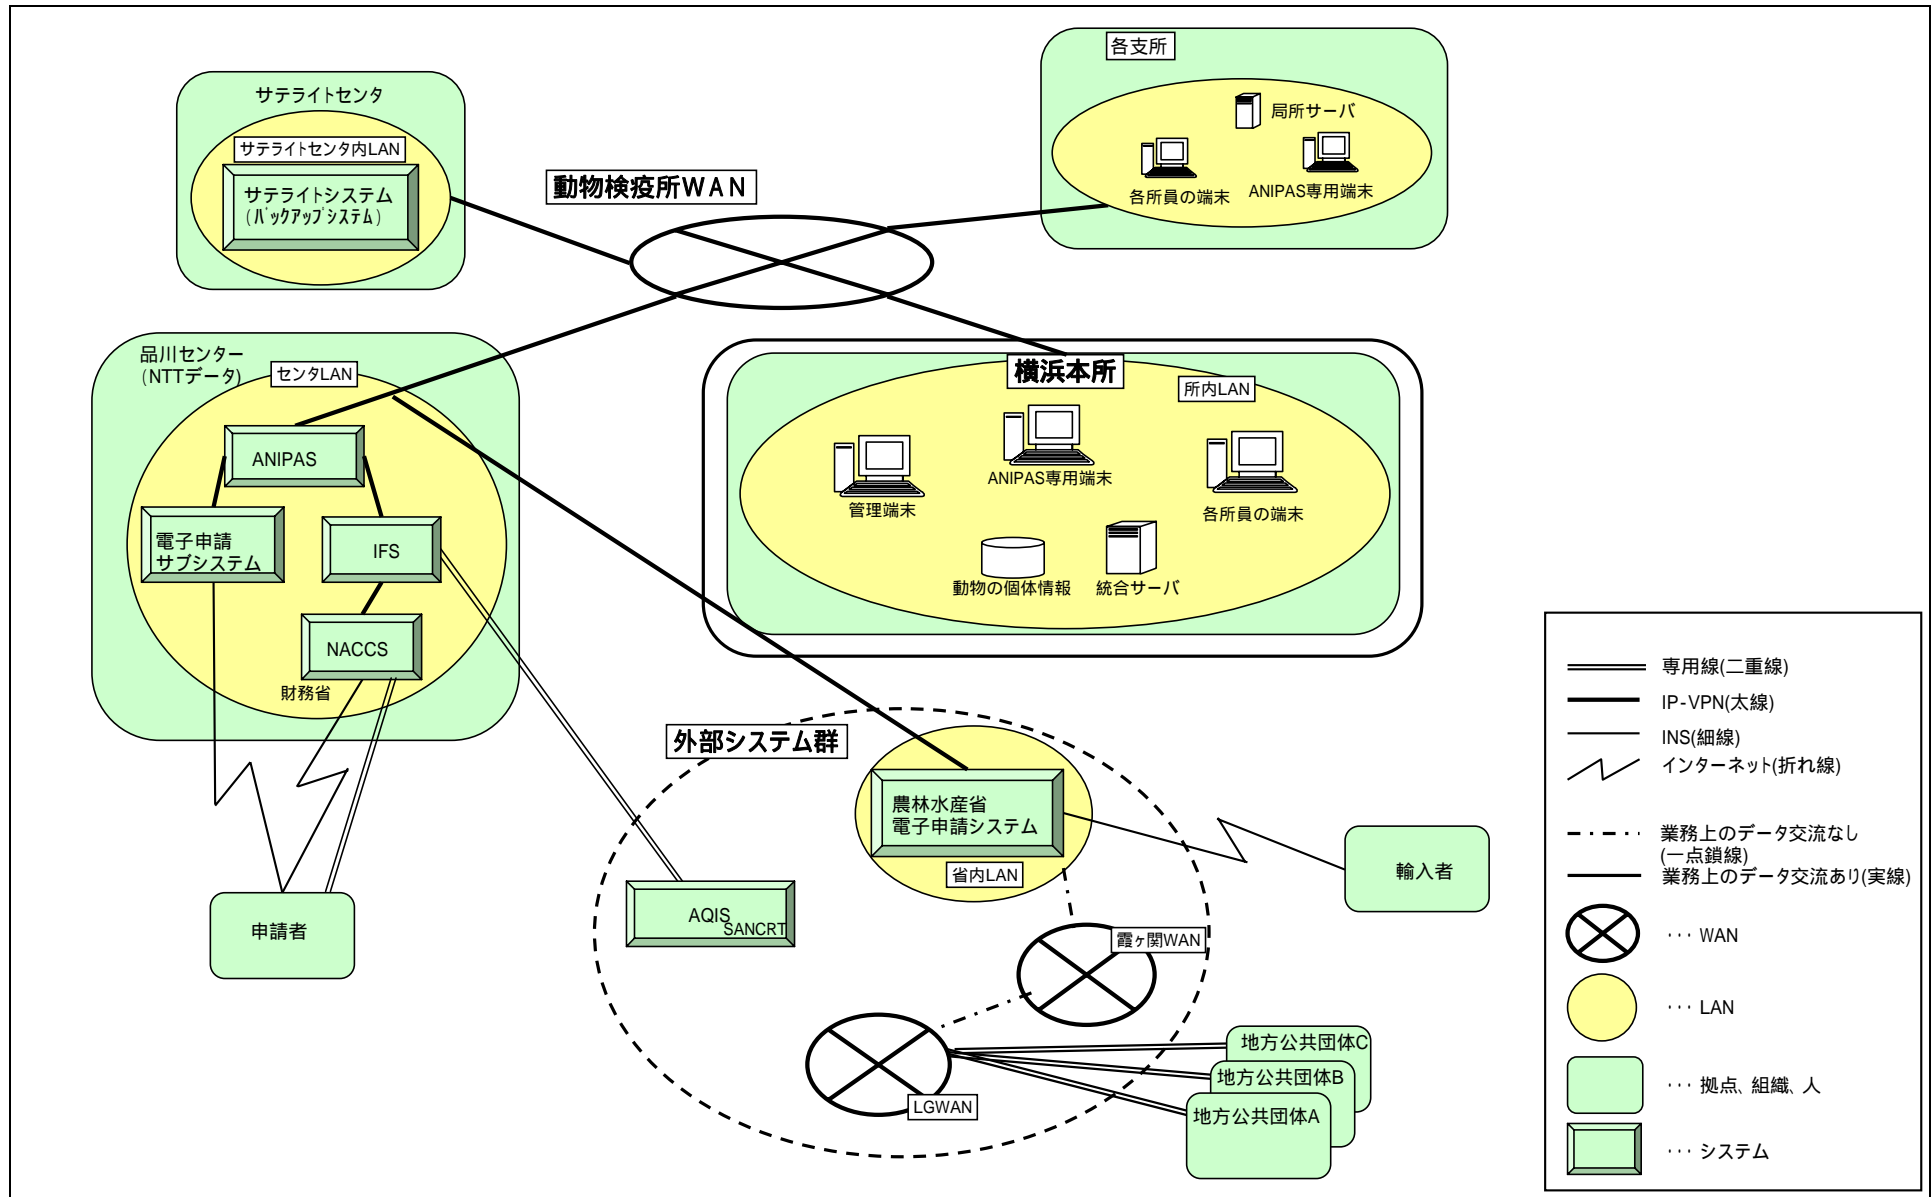 各支所
局所サーバ
各所員の端末
ANIPAS専用端末
サテライトセンタ
サテライトセンタ内LAN
サテライトシステム
(バックアップシステム)
動物検疫所WAN
品川センター
(NTTデータ)
センタLAN
ANIPAS
電子申請
サブシステム
IFS
NACCS
財務省
申請者
横浜本所
所内LAN
管理端末
ANIPAS専用端末
各所員の端末
動物の個体情報
統合サーバ
外部システム群
農林水産省
電子申請システム
省内LAN
AQIS
SANCRT
霞ヶ関WAN
LGWAN
輸入者
地方公共団体C
地方公共団体B
地方公共団体A
専用線(二重線)
IP-VPN(太線)
INS(細線)
インターネット(折れ線)
業務上のデータ交流なし
(一点鎖線)
業務上のデータ交流あり(実線)
･･･ WAN
･･･ LAN
･･･ 拠点、組織、人
･･･ システム